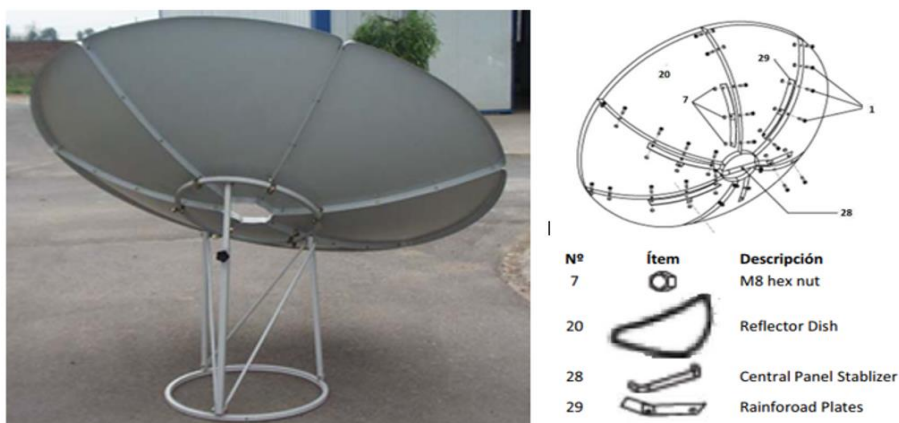 29
20
7
1
28
Nº Ítem Descripción
7 M8 hex nut
20 Reflector Dish
28 Central Panel Stablizer
29 Rainforoad Plates